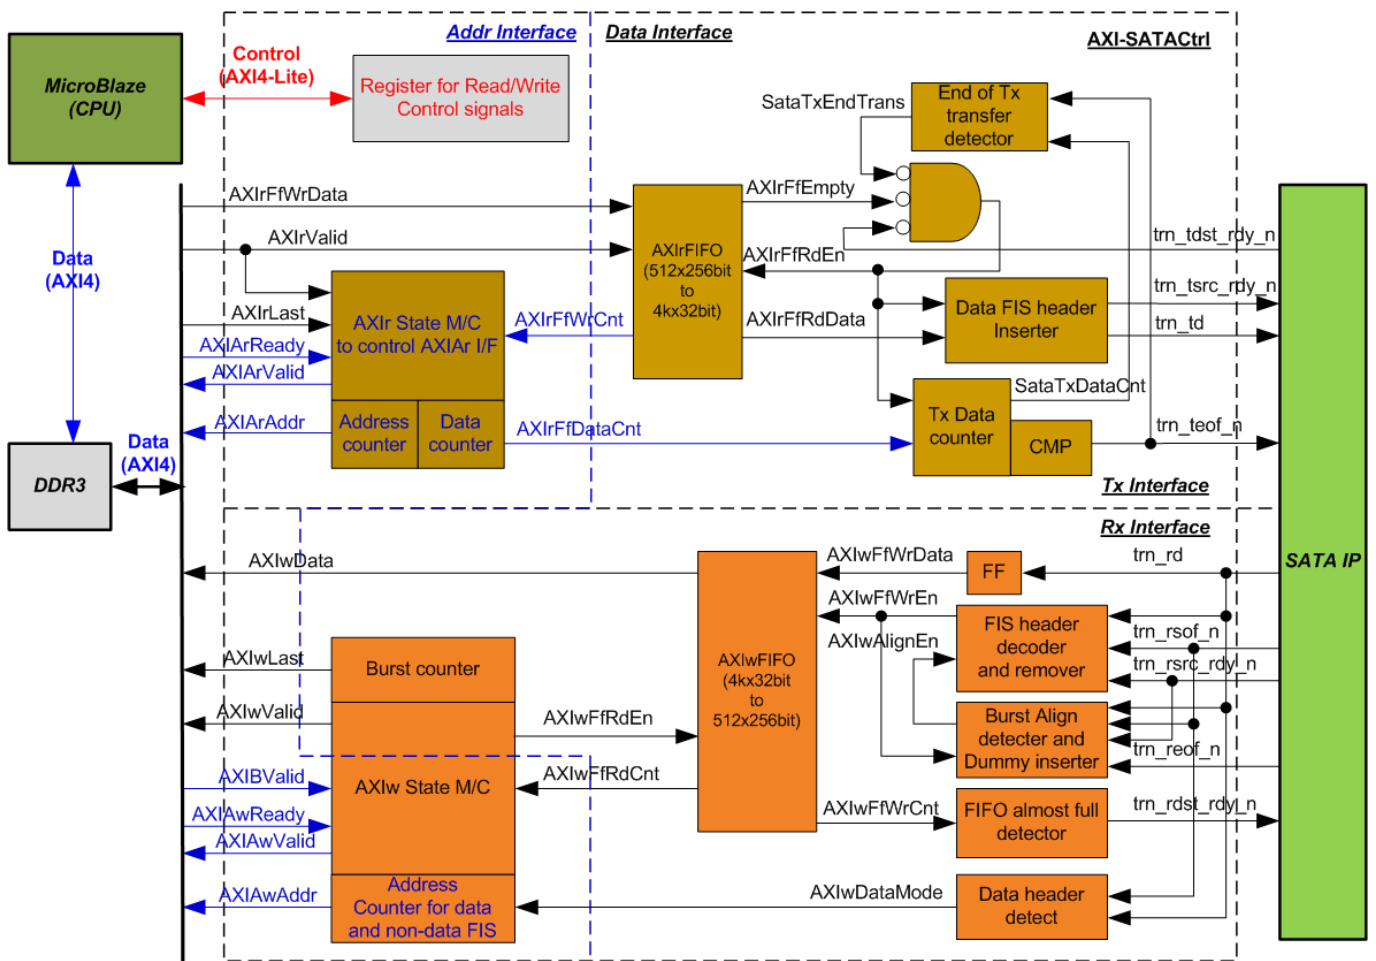 Addr Interface
Data Interface
AXI-SATACtrl
MicroBlaze
(CPU)
Control
(AXI4-Lite)
Register for Read/Write
Control signals
SataTxEndTrans
End of Tx
transfer
detector
AXIrFfWrData
AXIrValid
AXIrFfEmpty
AXIrFIFO
(512x256bit
to
4kx32bit)
AXIrFfRdEn
trn_tdst_rdy_n
Data
(AXI4)
AXIrLast
AXIrState M/C
to control AXIAr I/F
AXIrFfWrCnt
AXIrFfRdData
Data FIS header
Inserter
trn_tsrc_rdy_n
trn_td
AXIArReady
AXIArValid
AXIArAddr
Address
counter
Data
counter
AXIrFfDataCnt
SataTxDataCnt
Tx Data
counter
CMP
trn_teof_n
Data
(AXI4)
DDR3
Tx Interface
Rx Interface
SATA IP
AXIwData
AXIwFfWrData
FF
trn_rd
AXIwFfWrEn
AXIwAlignEn
FIS header
decoder
and remover
trn_rsof_n
trn_rsrc_rdy_n
AXIwLast
Burst counter
AXIwFIFO
(4kx32bit
to
512x256bit)
AXIwValid
AXIwFfRdEn
Burst Align
detecter and
Dummy inserter
trn_reof_n
AXIBValid
AXIw State M/C
AXIwFfRdCnt
AXIAwReady
AXIAwValid
AXIwFfWrCnt
FIFO almost full
detector
trn_rdst_rdy_n
AXIAwAddr
Address
Counter for data
and non-data FIS
AXIwDataMode
Data header
detect